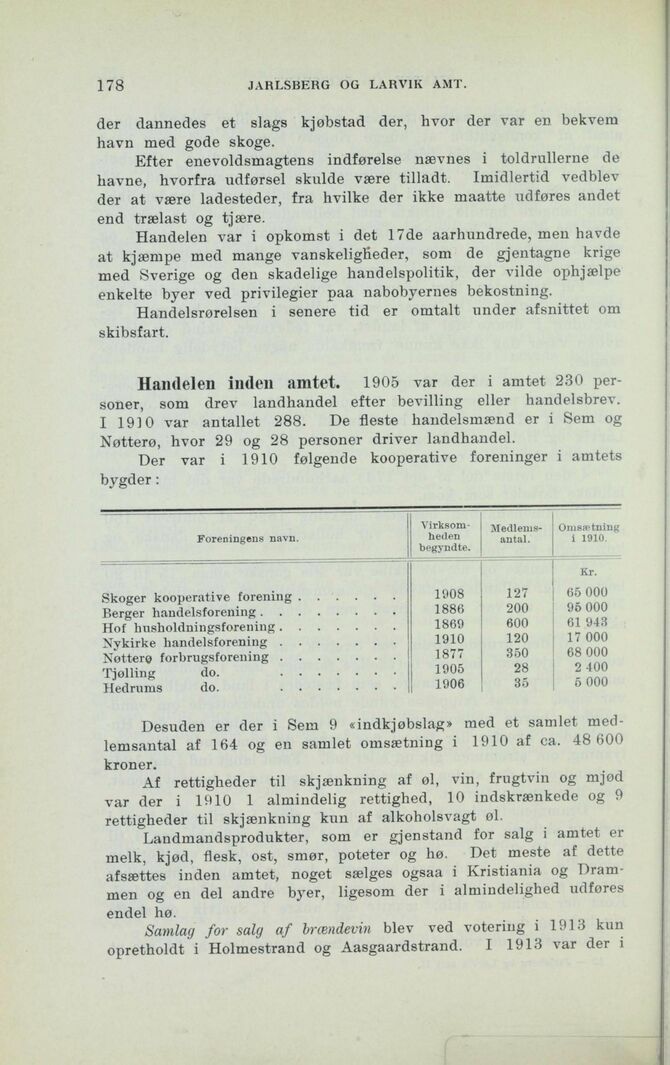 178 JARLSBERG OG LARVIK AMT.
der dannedes et slags kjøbstad der, hvor der var en bekvem
havn med gode skoge.
Efter enevoldsmagtens indførelse nævnes i toldrullerne de
havne, hvorfra udførsel skulde være tilladt. Imidlertid vedblev
der at være ladesteder, fra hvilke der ikke maatte udføres andet
end trælast og tjære.
Handelen var i opkomst i det 17de aarhundrede, men havde
at kjæmpe med mange vanskeligheder, som de gjentagne krige
med Sverige og den skadelige handelspolitik, der vilde ophjælpe
enkelte byer ved privilegier paa nabobyernes bekostning.
Handelsrørelsen i senere tid er omtalt under afsnittet om
skibsfart.
Handelen inden amtet. 1905 var der i amtet 230 per-
soner, som drev landhandel efter bevilling eller handelsbrev.
I 1910 var antallet 288. De fleste handelsmænd er i Sem og
Nøtterø, hvor 29 og 28 personer driver landhandel.
Der var i 1910 følgende kooperative foreninger i amtets
bygder:
Foreningens navn. Virksom- Medlems- Omsætning
heden antal. i 1910.
begyndte.
Kr.
Skoger kooperative forening . . . . . . 1908 127 65 000
Berger handelsforening . . . . . . . . 1886 200 95 000
Hof husholdningsforening . . . . . . . 1869 600 61 943
Nykirke handelsforening . . . . . . . 1910 120 17 000
Nøtterø forbrugsforening . . . . . . . 1877 350 68 000
Tjølling do. . . . . . . . 1905 28 2 400
Hedrums do. . . . . . . . 1906 35 5 000
Desuden er der i Sem 9 «indkjøbslag» med et samlet med-
lemsantal af 164 og en samlet omsætning i 1910 af ca. 48 600
kroner.
Af rettigheder til skjænkning af øl, vin, frugtvin og mjød
var der i 1910 1 almindelig rettighed, 10 indskrænkede og 9
rettigheder til skjænkning kun af alkoholsvagt øl.
Landmandsprodukter, som er gjenstand for salg i amtet er
melk, kjød, flesk, ost, smør, poteter og hø. Det meste af dette
afsættes inden amtet, noget sælges ogsaa i Kristiania og Dram-
men og en del andre byer, ligesom der i almindelighed udføres
endel hø.
Samlag for salg af brændevin blev ved votering i 1913 kun
opretholdt i Holmestrand og Aasgaardstrand. I 1913 var der i